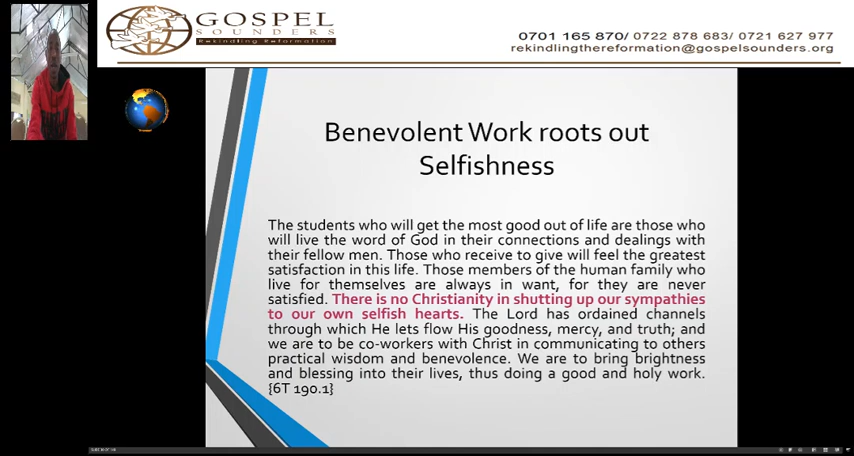 GOSPEL
SOUNDERS
Rekindling Reformation
0701 165 870/ 0722 878 683/ 0721 627 977
rekindlingthereformation@gospelsounders.org
Benevolent Work roots out
Selfishness
The students who will get the most good out of life are those who
will live the word of God in their connections and dealings with
their fellow men. Those who receive to give will feel the greatest
satisfaction in this life. Those members of the human family who
live for themselves are always in want, for they are never
satisfied. There is no Christianity in shutting up our sympathies
to our own selfish hearts. The Lord has ordained channels
through which He lets flow His goodness, mercy, and truth; and
we are to be co-workers with Christ in communicating to others
practical wisdom and benevolence. We are to bring brightness
and blessing into their lives, thus doing a good and holy work.
{6T 190.1}